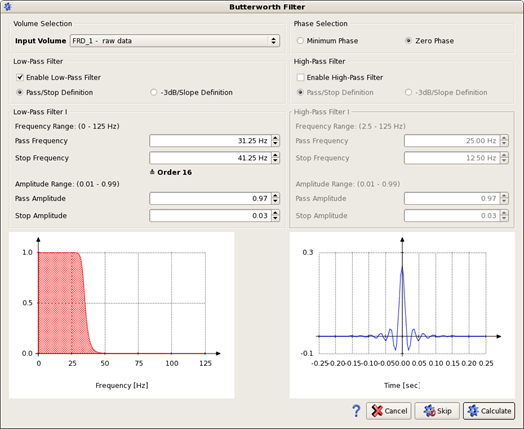 Butterworth Filter
Volume Selection
Input Volume FRD_1 - raw data
Phase Selection
Minimum Phase Zero Phase
Low-Pass Filter
Enable Low-Pass Filter
Pass/Stop Definition -3dB/Slope Definition
High-Pass Filter
Enable High-Pass Filter
Pass/Stop Definition -3dB/Slope Definition
Low-Pass Filter I
Frequency Range: (0 - 125 Hz)
Pass Frequency 31.25 Hz
Stop Frequency 41.25 Hz
≙ Order 16
Amplitude Range: (0.01 - 0.99)
Pass Amplitude 0.97
Stop Amplitude 0.03
High-Pass Filter I
Frequency Range: (2.5 - 125 Hz)
Pass Frequency 25.00 Hz
Stop Frequency 12.50 Hz
Amplitude Range: (0.01 - 0.99)
Pass Amplitude 0.97
Stop Amplitude 0.03
1.0
0.5
0.0
0 25 50 75 100 125
Frequency [Hz]
0.3
-0.1
-0.25-0.20-0.15-0.10-0.050.00 0.05 0.10 0.15 0.20 0.25
Time [sec]
? Cancel Skip Calculate